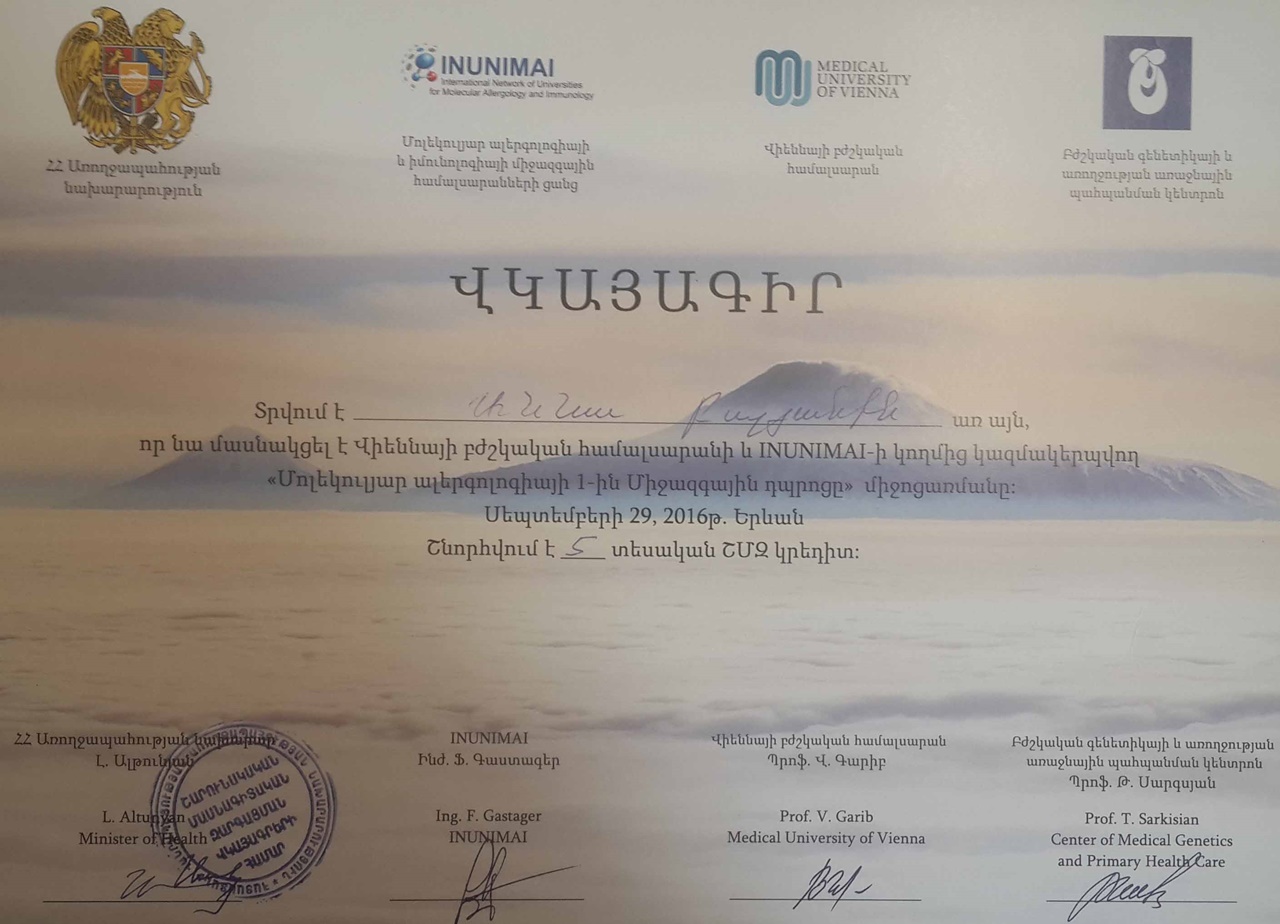 ՀՀ Առողջապահության
նախարարություն
INUNIMAI
International Network of Universities
for Molecular Allergology and Immunology
Մոլեկուլյար ալերգոլոգիայի
և իմունոլոգիայի միջազգային
համալսարանների ցանց
MEDICAL
UNIVERSITY
OF VIENNA
Վիեննայի բժշկական
համալսարան
Բժշկական գենետիկայի և
առողջության առաջնային
պահպանման կենտրոն
ՎԿԱՅԱԳԻՐ
Տրվում է առ այն,
որ նա մասնակցել է Վիեննայի բժշկական համալսարանի և INUNIMAI-ի կողմից կազմակերպվող
«Մոլեկուլյար ալերգոլոգիայի 1-ին Միջազգային դպրոցը» միջոցառմանը:
Սեպտեմբերի 29, 2016թ. Երևան
Շնորհվում է 5 տեսական ՇՄԶ կրեդիտ:
ՀՀ Առողջապահության նախարար
Լ. Ալթունյան
L. Altunyan
Minister of Health
ՇԱՐՈՒՆԱԿԱԿԱՆ
ՄԱՍՆԱԳԻՏԱԿԱՆ
ԶԱՐԳԱՑՄԱՆ
ՎԿԱՅԱԳՐԵՐԻ
ՀԱՄԱՐ
INUNIMAI
Ինժ. Ֆ. Գաստագեր
Ing. F. Gastager
INUNIMAI
Վիեննայի բժշկական համալսարան
Պրոֆ. Վ. Գարիբ
Prof. V. Garib
Medical University of Vienna
Բժշկական գենետիկայի և առողջության
առաջնային պահպանման կենտրոն
Պրոֆ. Թ. Սարգսյան
Prof. T. Sarkisian
Center of Medical Genetics
and Primary Health Care